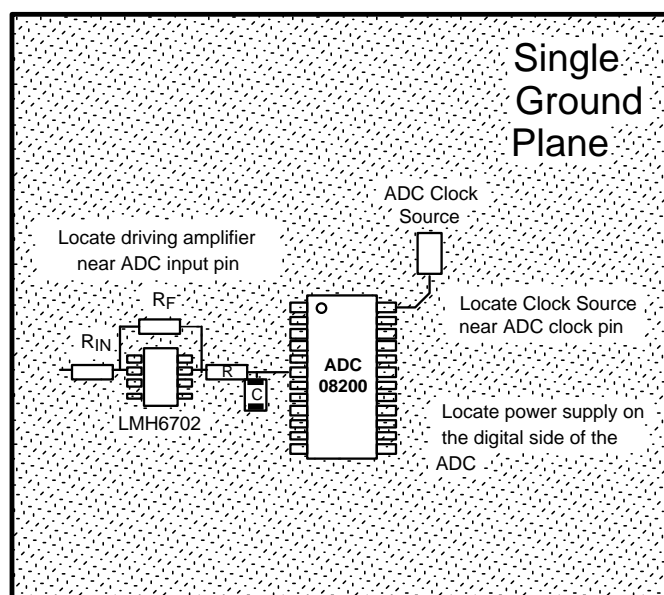 Single
Ground
Plane
ADC Clock
Source
Locate driving amplifier
near ADC input pin
RF
RIN
R
C
LMH6702
ADC
08200
Locate Clock Source
near ADC clock pin
Locate power supply on
the digital side of the
ADC